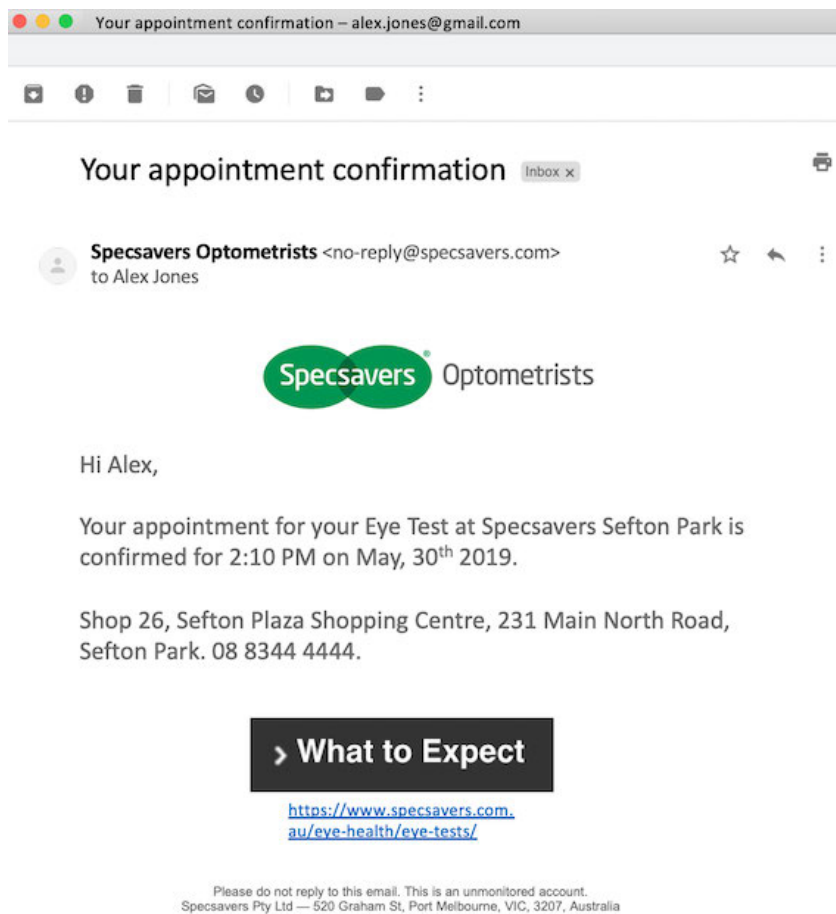 Your appointment confirmation – alex.jones@gmail.com
Your appointment confirmation Inbox x
Specsavers Optometrists <no-reply@specsavers.com>
to Alex Jones
Specsavers® Optometrists
Hi Alex,
Your appointment for your Eye Test at Specsavers Sefton Park is
confirmed for 2:10 PM on May, 30th 2019.
Shop 26, Sefton Plaza Shopping Centre, 231 Main North Road,
Sefton Park. 08 8344 4444.
› What to Expect
https://www.specsavers.com.
au/eye-health/eye-tests/
Please do not reply to this email. This is an unmonitored account.
Specsavers Pty Ltd — 520 Graham St, Port Melbourne, VIC, 3207, Australia